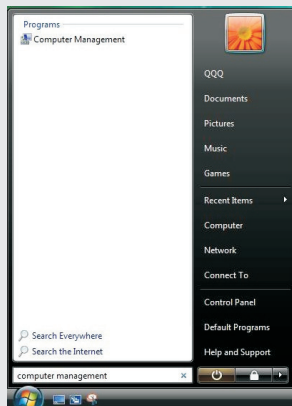 Programs
Computer Management
Search Everywhere
Search the Internet
computer management
QQQ
Documents
Pictures
Music
Games
Recent Items
Computer
Network
Connect To
Control Panel
Default Programs
Help and Support